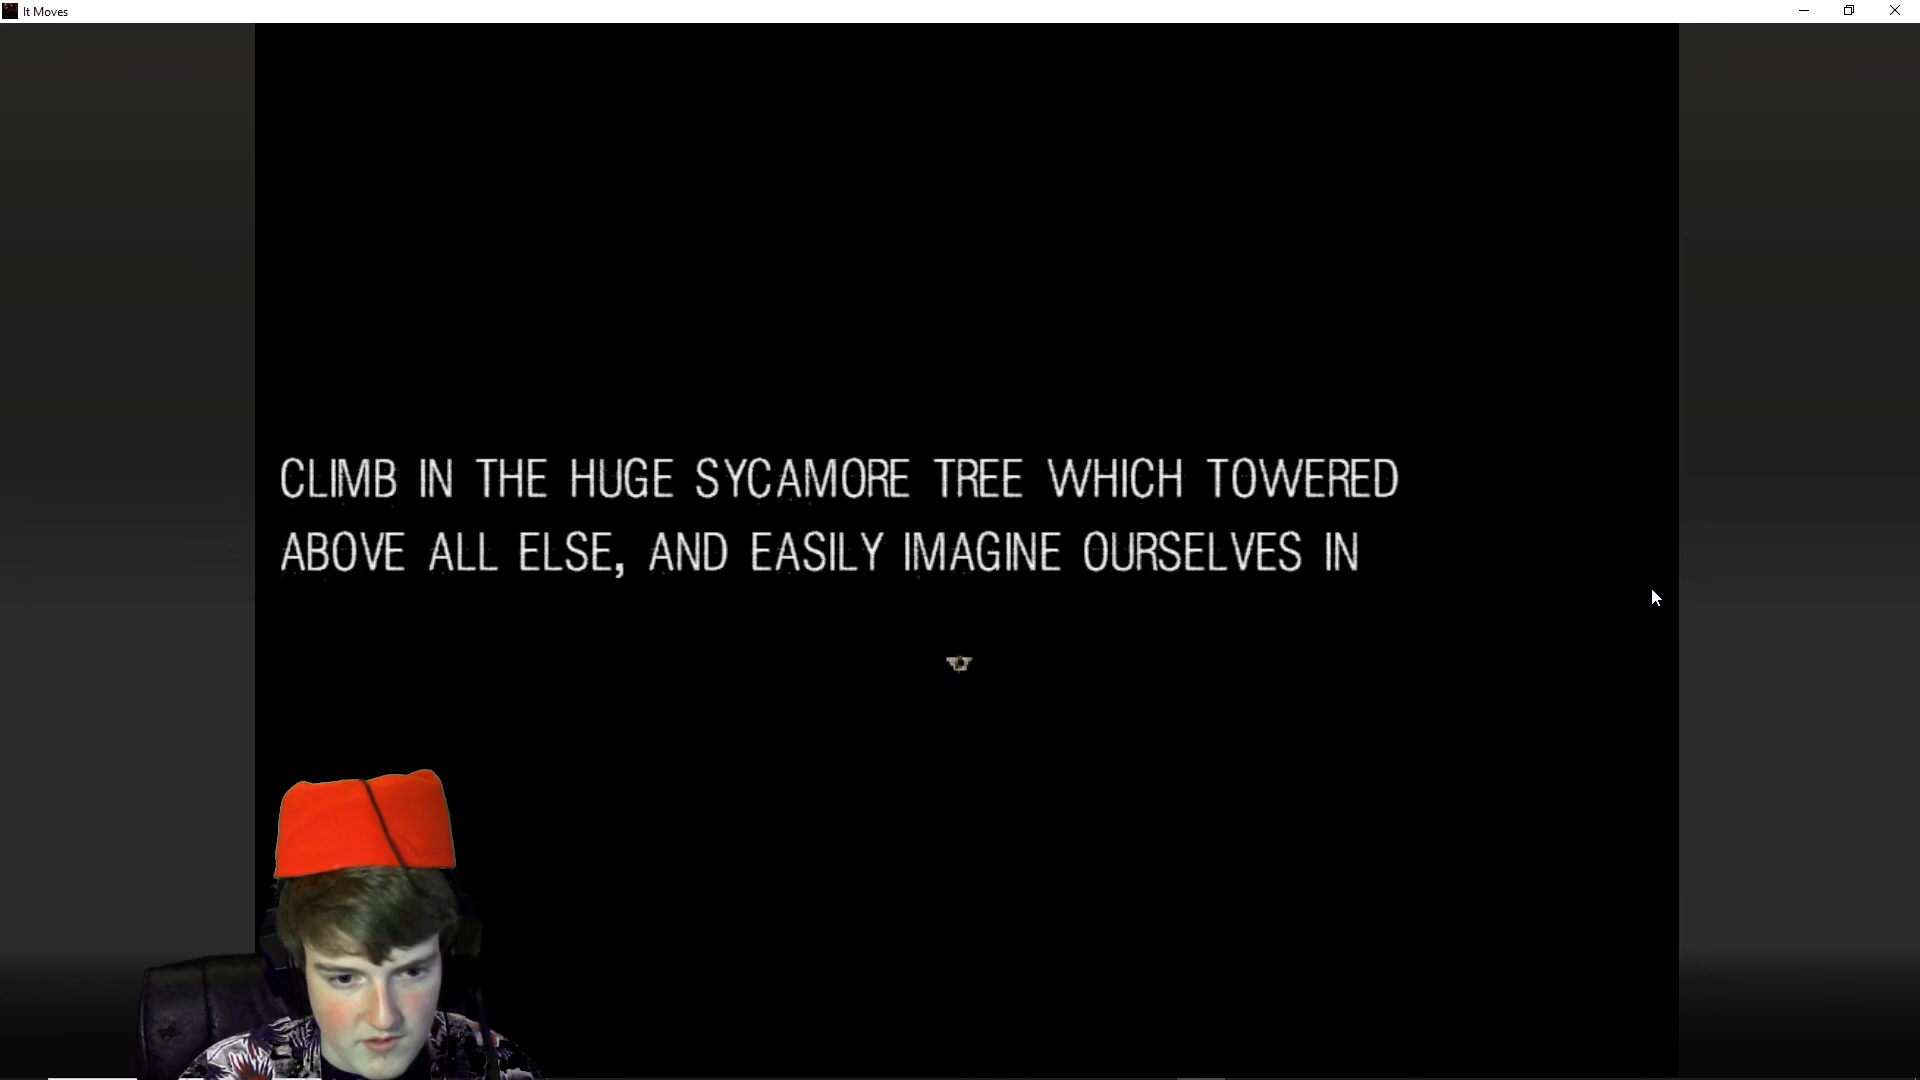 It Moves
CLIMB IN THE HUGE SYCAMORE TREE WHICH TOWERED
ABOVE ALL ELSE, AND EASILY IMAGINE OURSELVES IN